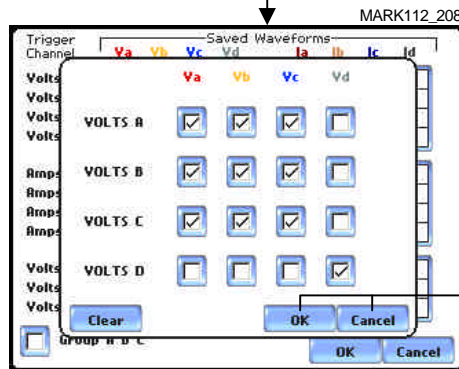 MARK112_208
Trigger Saved Waveforms
Channel Va Vb Vc Vd Ia Ib Ic Id
Va Vb Vc Vd
Volts
Volts
Volts
Volts
VOLTS A
Amps
Amps
Amps
Amps
VOLTS B
VOLTS C
Volts
Volts
Volts
VOLTS D
Clear OK Cancel
Group A B C
OK Cancel